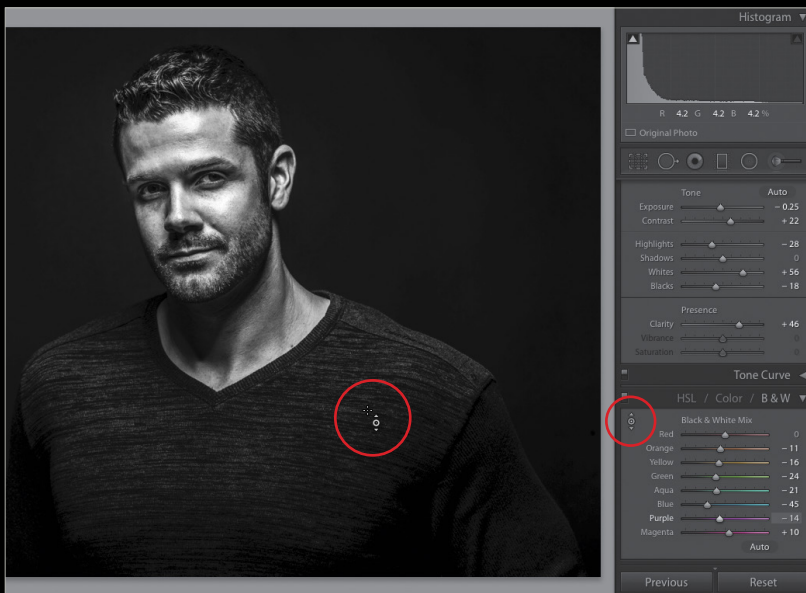 Histogram
R 4.2 G 4.2 B 4.2 %
Original Photo
Tone Auto
Exposure – 0.25
Contrast + 22
Highlights – 28
Shadows 0
Whites + 56
Blacks – 18
Presence
Clarity + 46
Vibrance 0
Saturation 0
Tone Curve
HSL / Color / B & W
Black & White Mix
Red 0
Orange – 11
Yellow – 16
Green – 24
Aqua – 21
Blue – 45
Purple – 14
Magenta + 10
Auto
Previous Reset